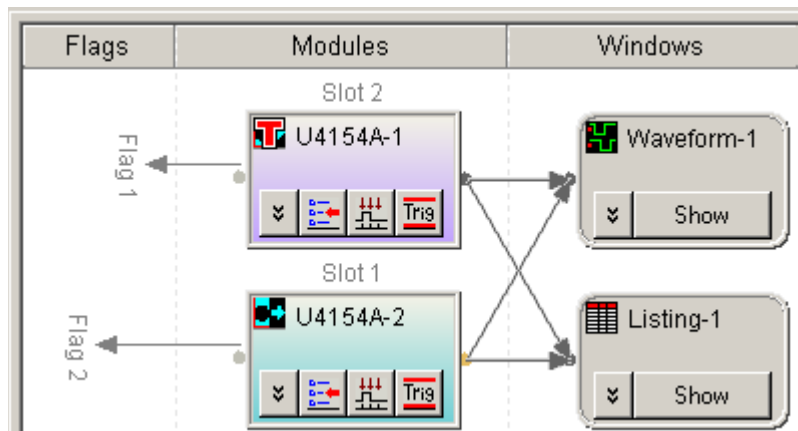 Flags Modules Windows
Slot 2
Flag 1
U4154A-1
Trig
Waveform-1
Show
Slot 1
Flag 2
U4154A-2
Trig
Listing-1
Show